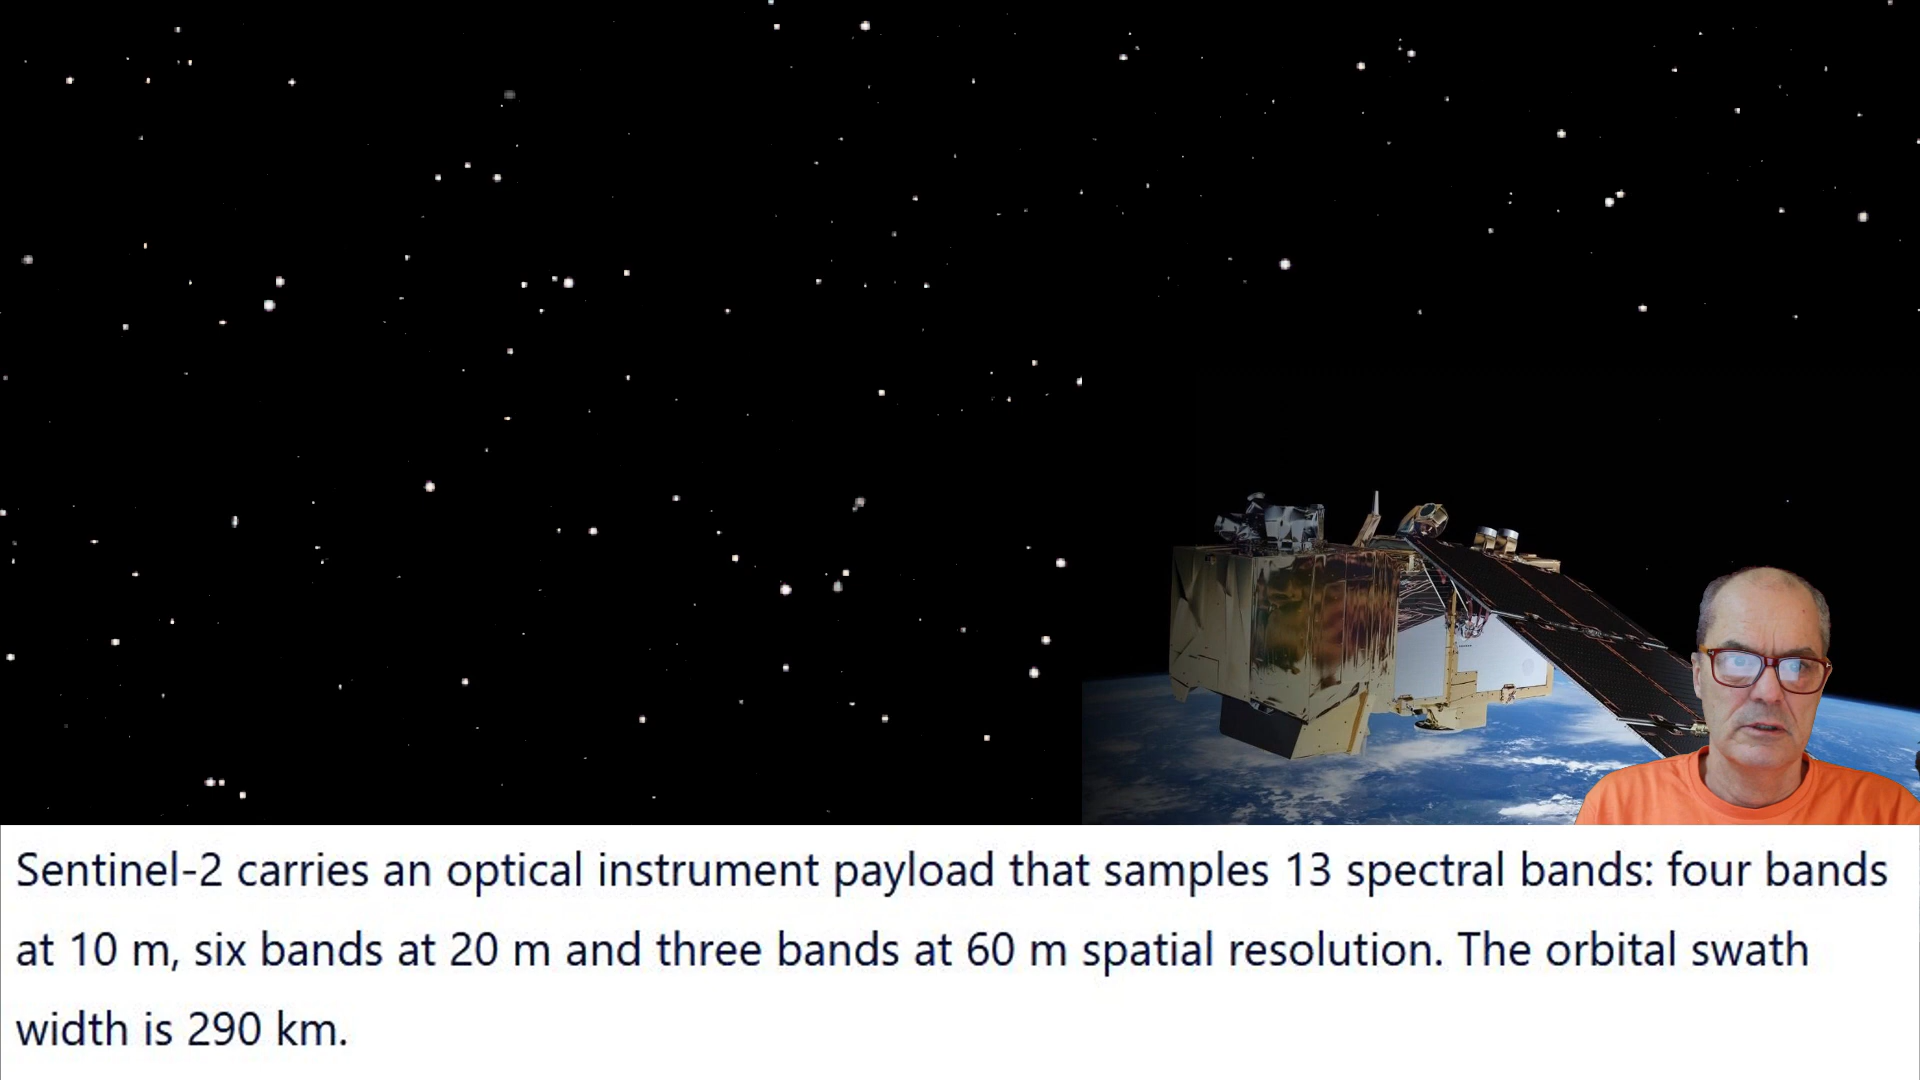 Sentinel-2 carries an optical instrument payload that samples 13 spectral bands: four bands
at 10 m, six bands at 20 m and three bands at 60 m spatial resolution. The orbital swath
width is 290 km.